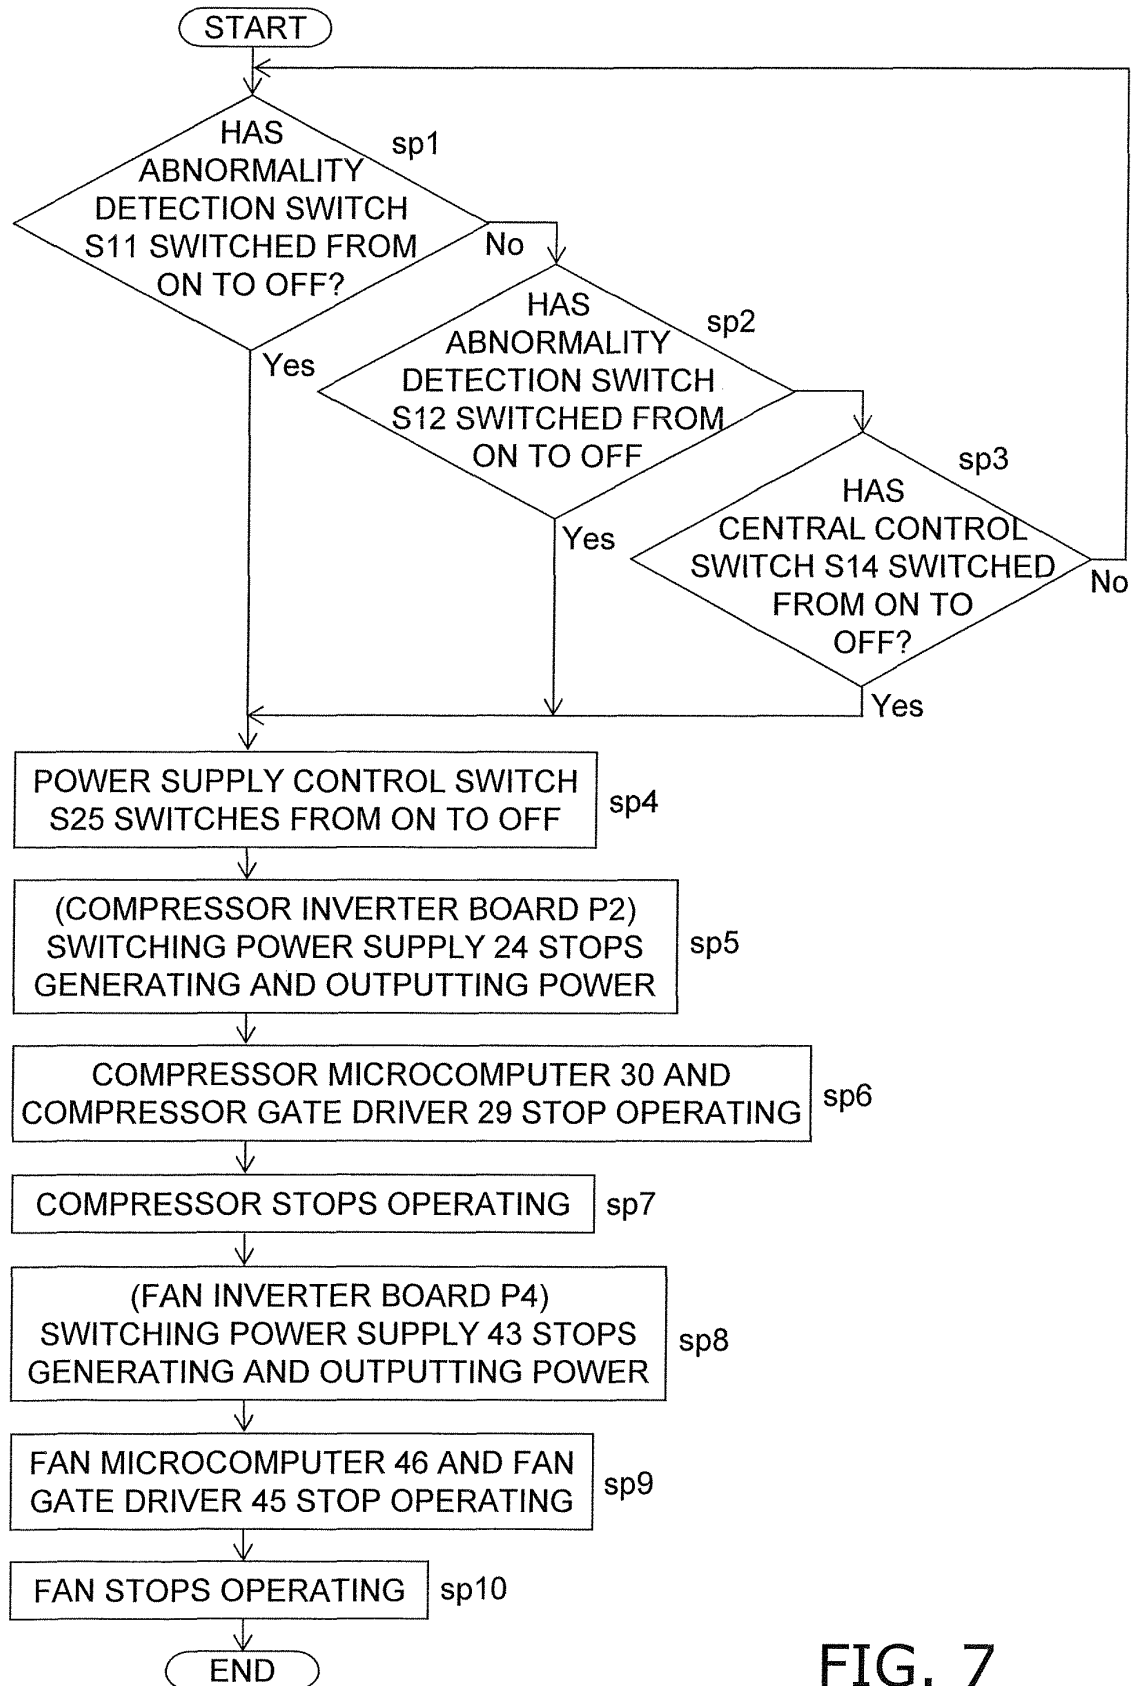 START
HAS
ABNORMALITY
DETECTION SWITCH
S11 SWITCHED FROM
ON TO OFF?
sp1
No
Yes
HAS
ABNORMALITY
DETECTION SWITCH
S12 SWITCHED FROM
ON TO OFF
sp2
Yes
HAS
CENTRAL CONTROL
SWITCH S14 SWITCHED
FROM ON TO
OFF?
sp3
No
Yes
POWER SUPPLY CONTROL SWITCH
S25 SWITCHES FROM ON TO OFF
sp4
(COMPRESSOR INVERTER BOARD P2)
SWITCHING POWER SUPPLY 24 STOPS
GENERATING AND OUTPUTTING POWER
sp5
COMPRESSOR MICROCOMPUTER 30 AND
COMPRESSOR GATE DRIVER 29 STOP OPERATING
sp6
COMPRESSOR STOPS OPERATING
sp7
(FAN INVERTER BOARD P4)
SWITCHING POWER SUPPLY 43 STOPS
GENERATING AND OUTPUTTING POWER
sp8
FAN MICROCOMPUTER 46 AND FAN
GATE DRIVER 45 STOP OPERATING
sp9
FAN STOPS OPERATING
sp10
END
FIG. 7